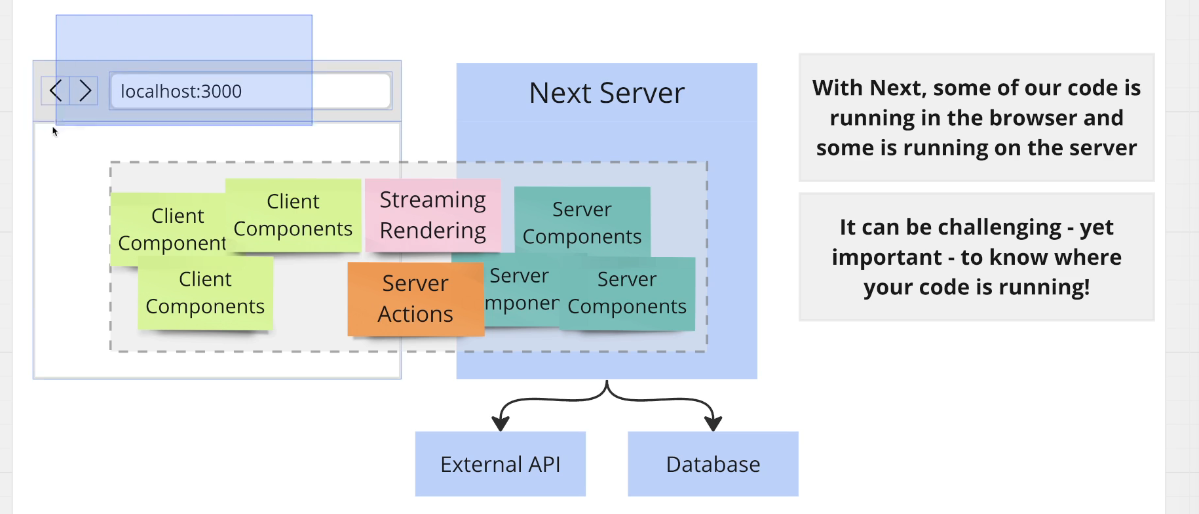 localhost:3000
Next Server
Client
Component
Client
Components
Client
Components
Streaming
Rendering
Server
Actions
Server
Components
Server
mponen
Server
Components
External API
Database
With Next, some of our code is
running in the browser and
some is running on the server
It can be challenging - yet
important - to know where
your code is running!